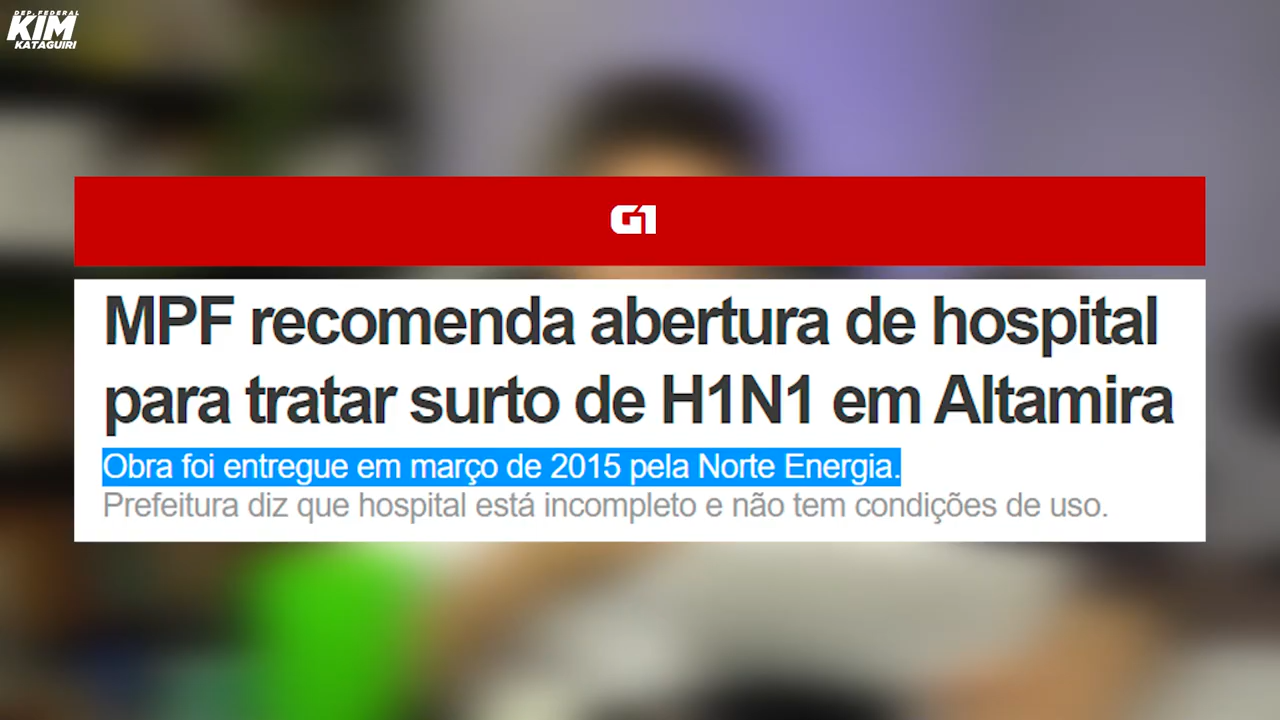 DEP. FEDERAL
KIM
KATAGUIRI
G1
MPF recomenda abertura de hospital
para tratar surto de H1N1 em Altamira
Obra foi entregue em março de 2015 pela Norte Energia.
Prefeitura diz que hospital está incompleto e não tem condições de uso.